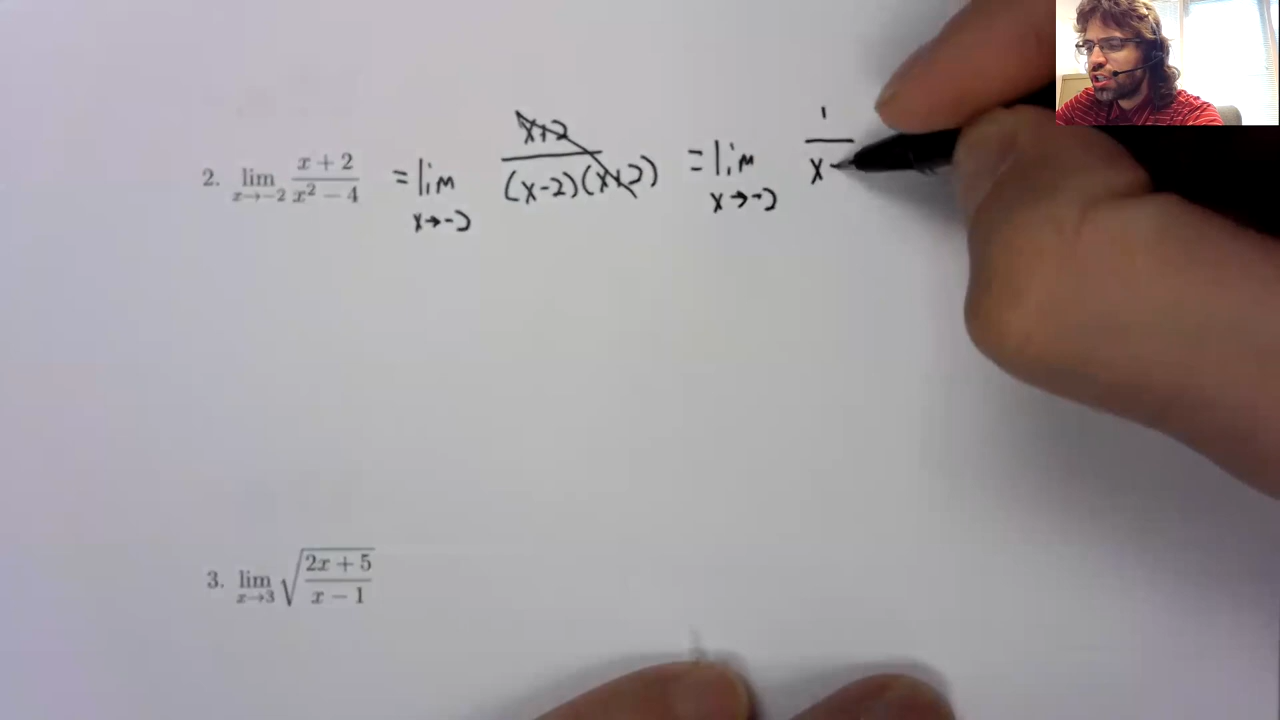 2. lim x→-2 (x + 2)/(x² − 4) = lim x→-2 (x+2)/((x-2)(x+2)) = lim x→-2 1/(x-
3. lim x→3 √((2x + 5)/(x − 1))